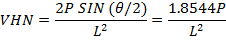 VHN = 2P SIN (θ/2) / L² = 1.8544P / L²